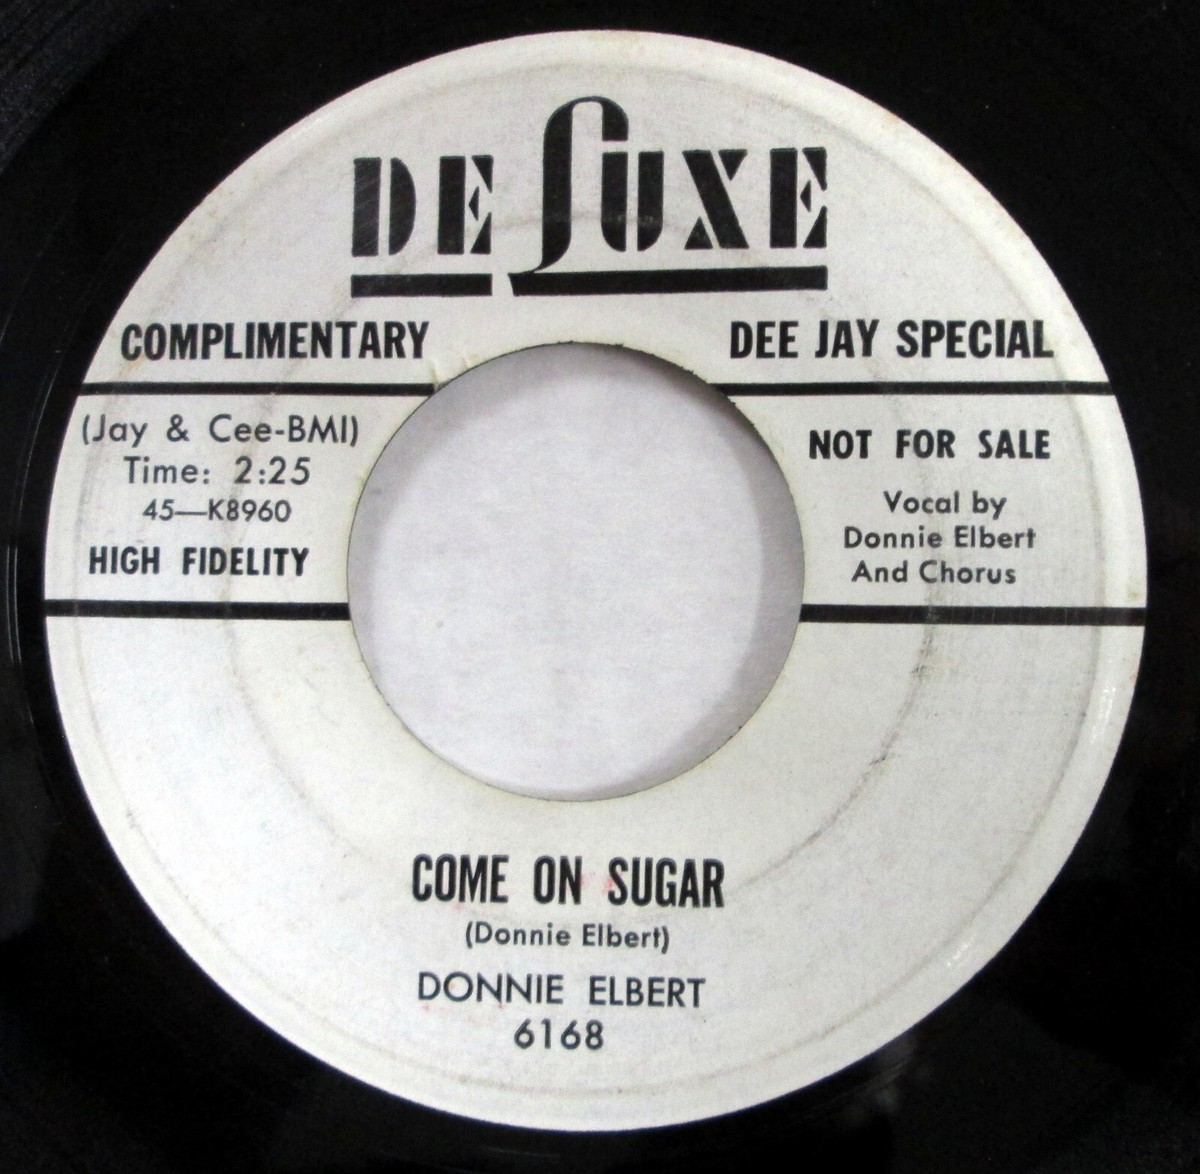 DE LUXE
COMPLIMENTARY
DEE JAY SPECIAL
(Jay & Cee-BMI)
Time: 2:25
45—K8960
HIGH FIDELITY
NOT FOR SALE
Vocal by
Donnie Elbert
And Chorus
COME ON SUGAR
(Donnie Elbert)
DONNIE ELBERT
6168